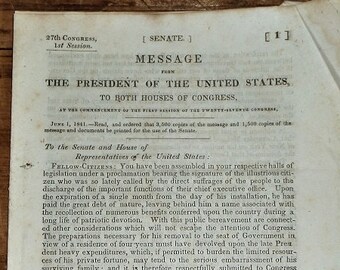 27th Congress,
1st Session.
[ SENATE. ]
[ 1 ]
MESSAGE
FROM
THE PRESIDENT OF THE UNITED STATES,
TO BOTH HOUSES OF CONGRESS,
AT THE COMMENCEMENT OF THE FIRST SESSION OF THE TWENTY-SEVENTH CONGRESS.
June 1, 1841.—Read, and ordered that 3,500 copies of the message and 1,500 copies of the
message and documents be printed for the use of the Senate.
To the Senate and House of
Representatives of the United States:
Fellow-Citizens: You have been assembled in your respective halls of
legislation under a proclamation bearing the signature of the illustrious citi-
zen who was so lately called by the direct suffrages of the people to the
discharge of the important functions of their chief executive office. Upon
the expiration of a single month from the day of his installation, he has
paid the great debt of nature, leaving behind him a name associated with
the recollection of numerous benefits conferred upon the country during a
long life of patriotic devotion. With this public bereavement are connect-
ed other considerations which will not escape the attention of Congress.
The preparations necessary for his removal to the seat of Government in
view of a residence of four years must have devolved upon the late Presi
dent heavy expenditures, which, if permitted to burden the limited resour-
ces of his private fortune, may tend to the serious embarrassment of his
surviving family; and it is therefore respectfully submitted to Congress